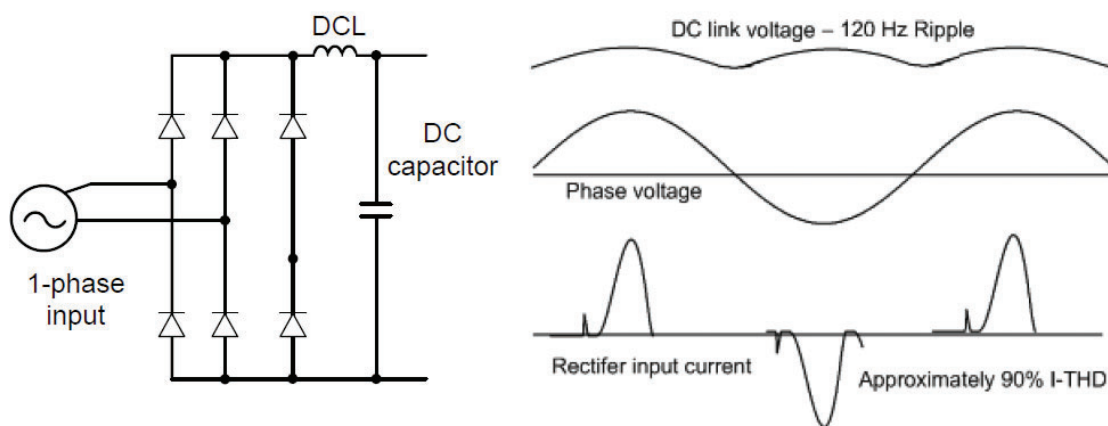 DCL
DC
capacitor
1-phase
input
DC link voltage – 120 Hz Ripple
Phase voltage
Rectifer input current
Approximately 90% I-THD